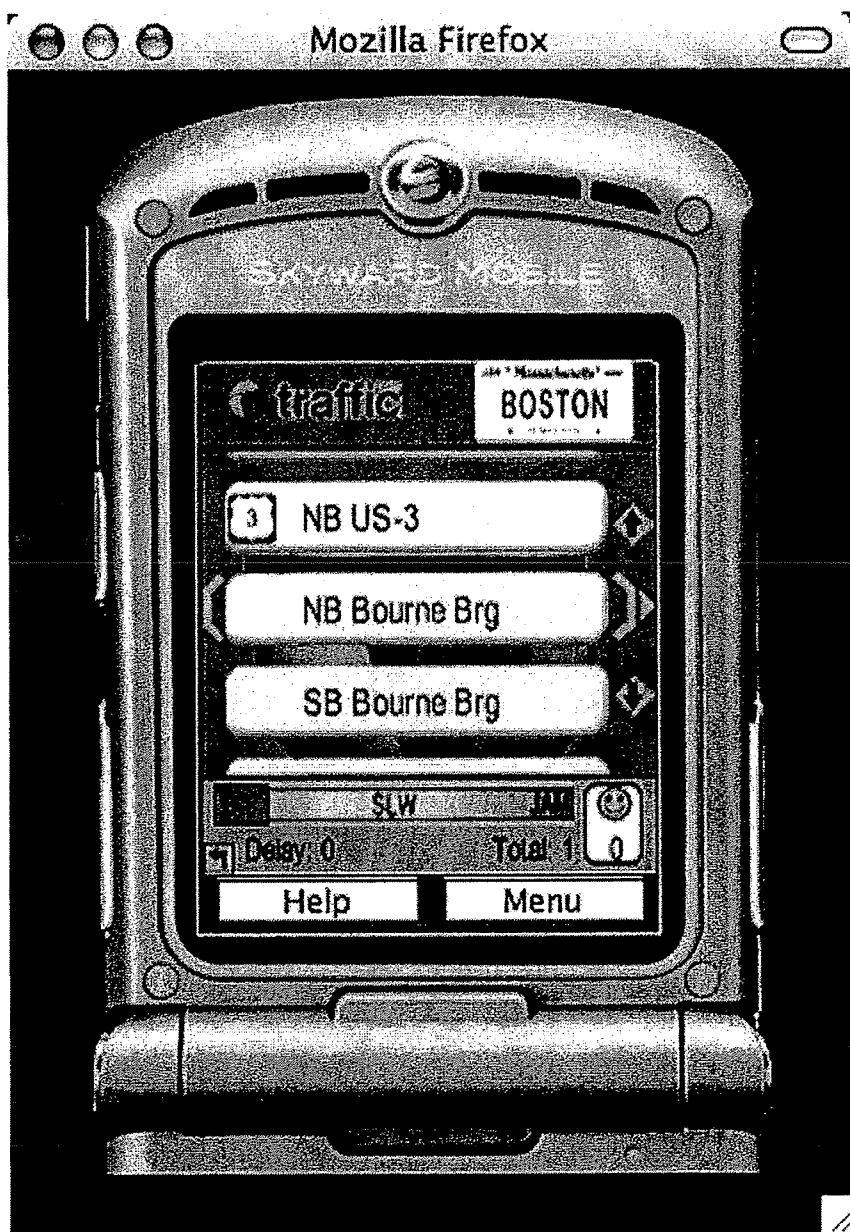 Mozilla Firefox
SKYWARD MOBILE
traffic
Massachusetts
BOSTON
3 NB US-3
NB Bourne Brg
SB Bourne Brg
SLW JAM
Delay: 0 Total: 1 0
Help Menu